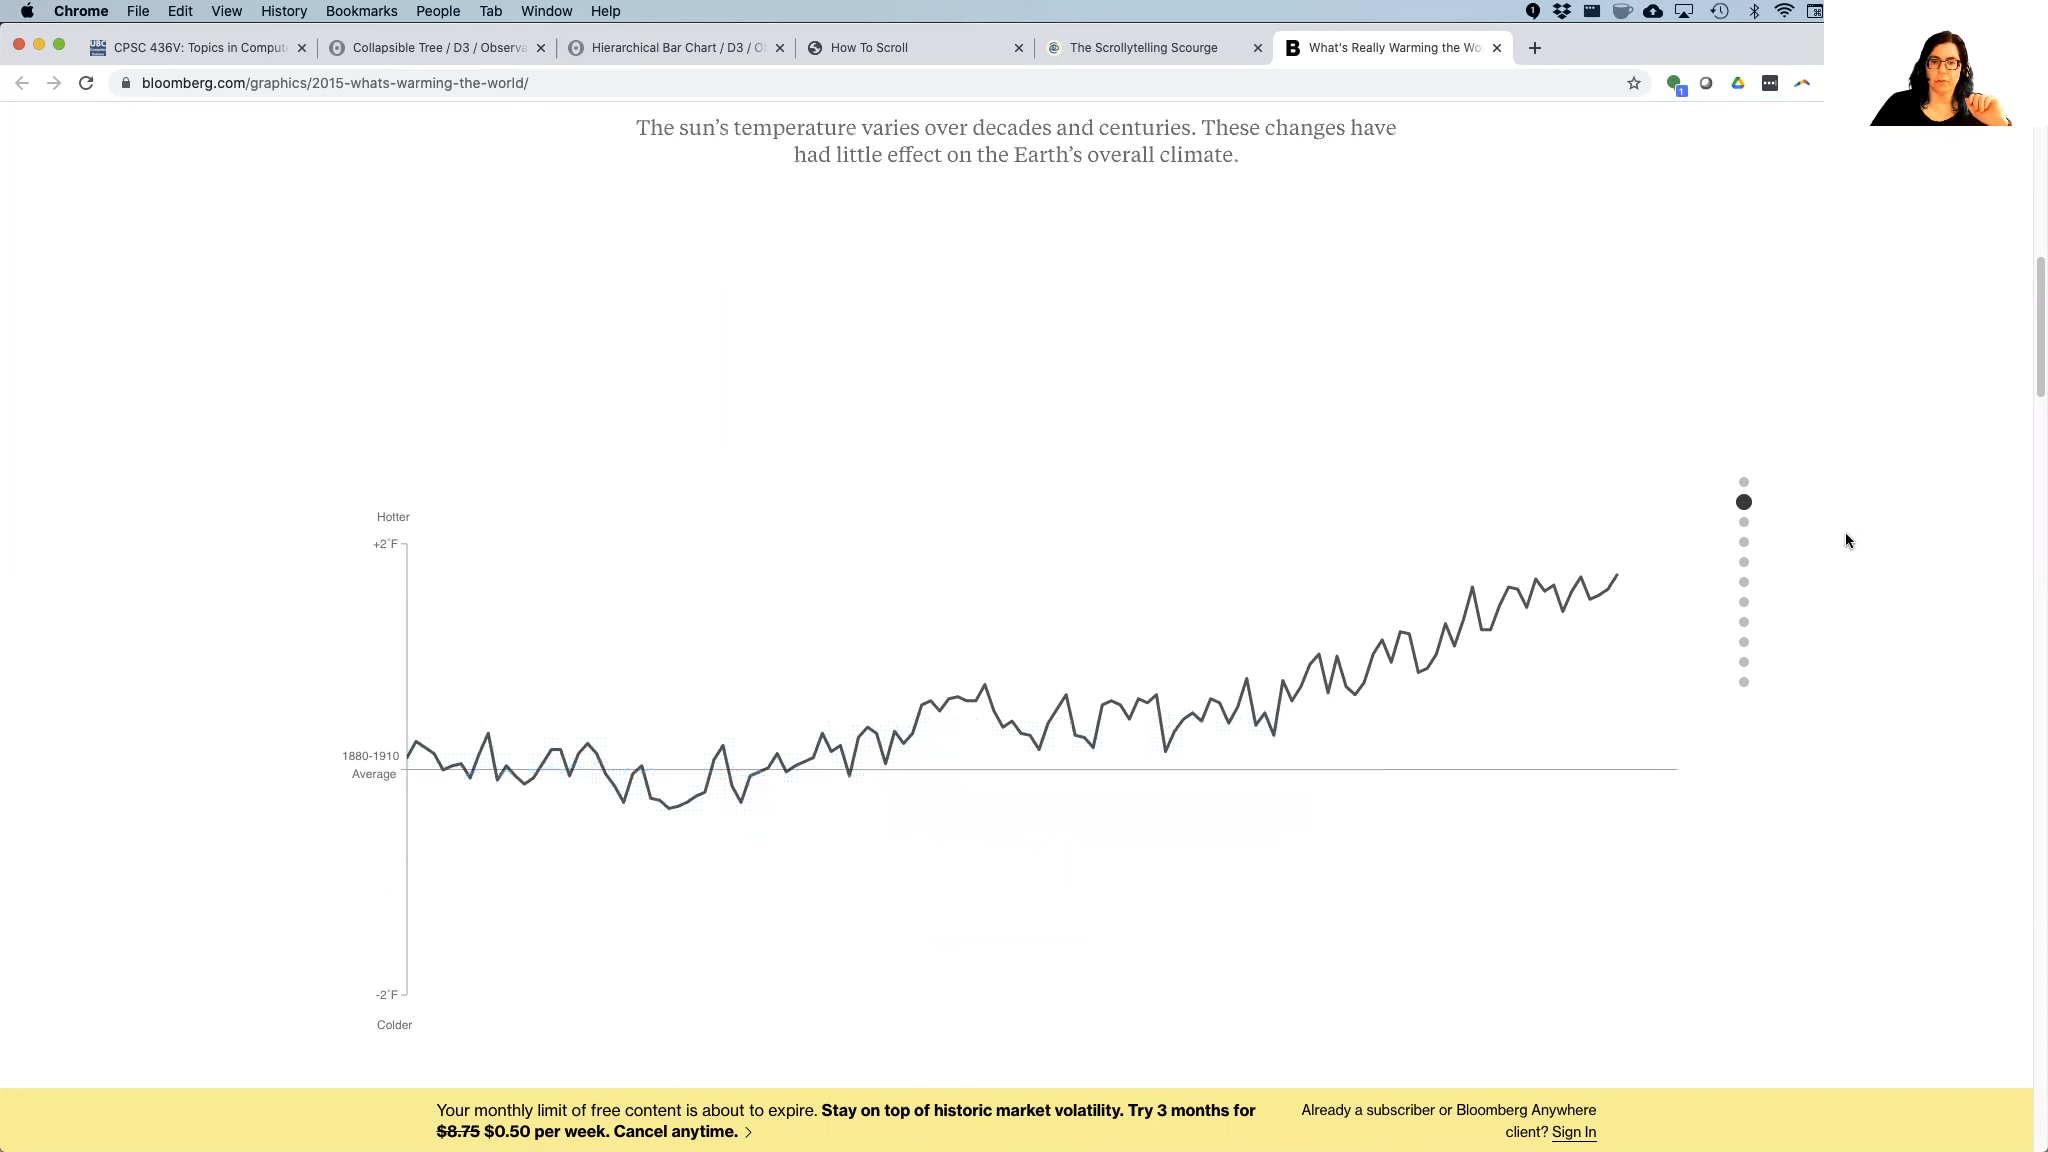 Chrome File Edit View History Bookmarks People Tab Window Help
CPSC 436V: Topics in Comput
Collapsible Tree / D3 / Observa
Hierarchical Bar Chart / D3 / O
How To Scroll
The Scrollytelling Scourge
B What's Really Warming the Wo
bloomberg.com/graphics/2015-whats-warming-the-world/
The sun's temperature varies over decades and centuries. These changes have
had little effect on the Earth's overall climate.
Hotter
+2°F
1880-1910
Average
-2°F
Colder
Your monthly limit of free content is about to expire. Stay on top of historic market volatility. Try 3 months for
$8.75 $0.50 per week. Cancel anytime. >
Already a subscriber or Bloomberg Anywhere
client? Sign In